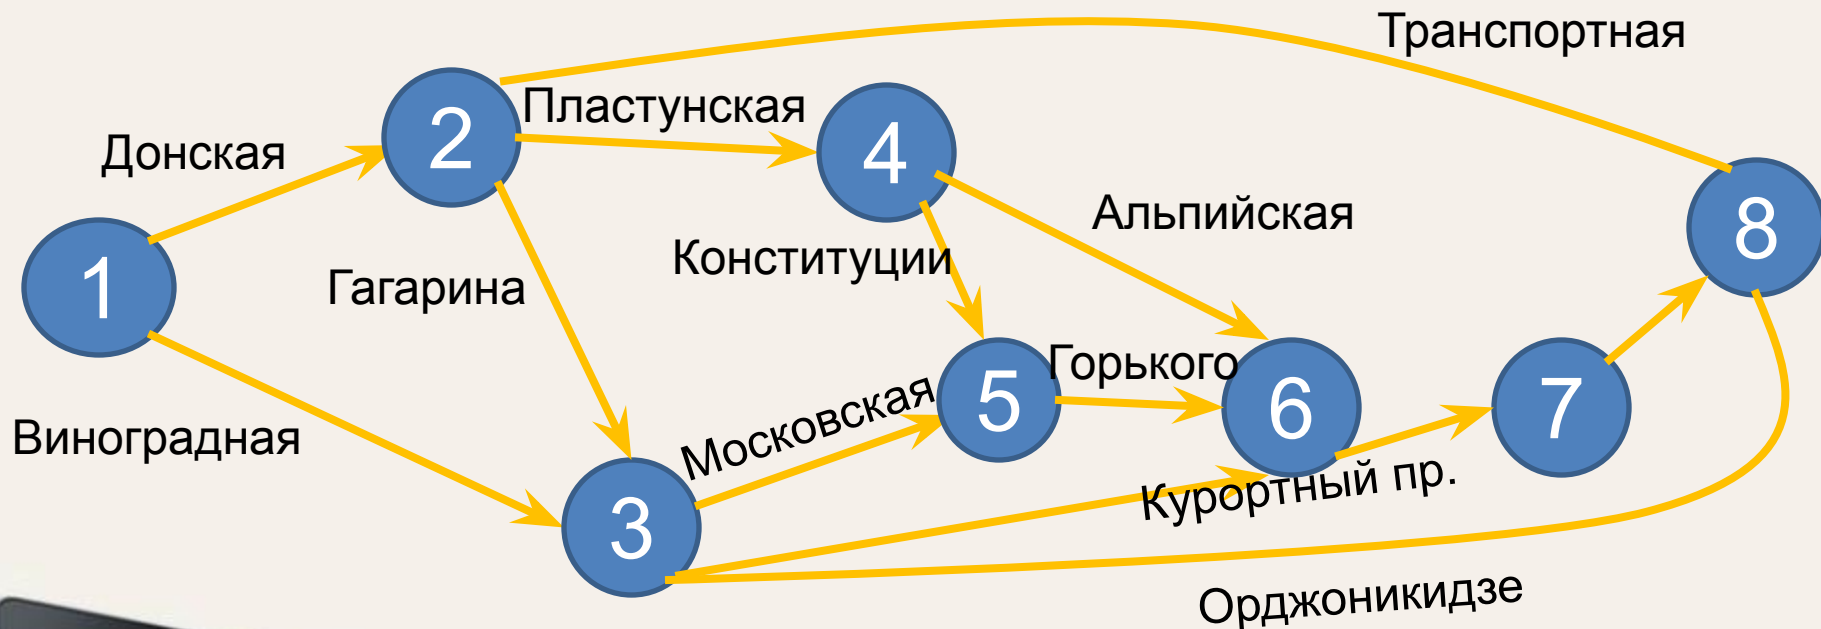 Транспортная
Пластунская
2
4
Донская
Альпийская
8
Конституции
1
Гагарина
Горького
5
6
7
Московская
Виноградная
Курортный пр.
3
Орджоникидзе